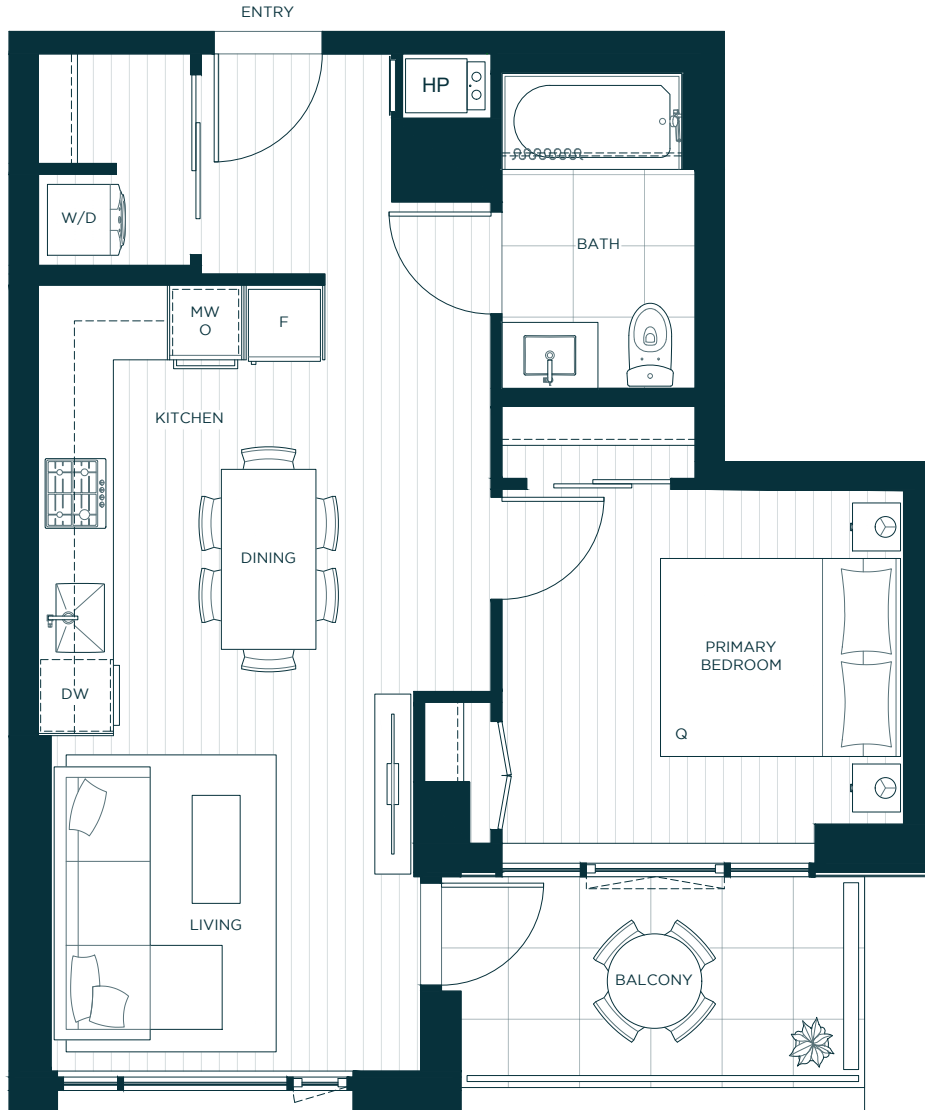 ENTRY
HP
W/D
BATH
MW
O
F
KITCHEN
DINING
PRIMARY
BEDROOM
DW
Q
LIVING
BALCONY